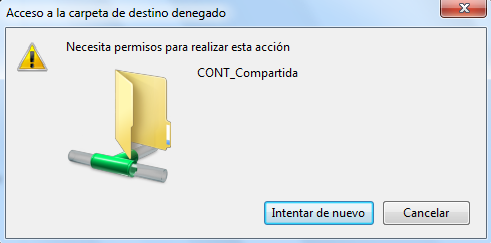 Acceso a la carpeta de destino denegado
Necesita permisos para realizar esta acción
CONT_Compartida
Intentar de nuevo
Cancelar